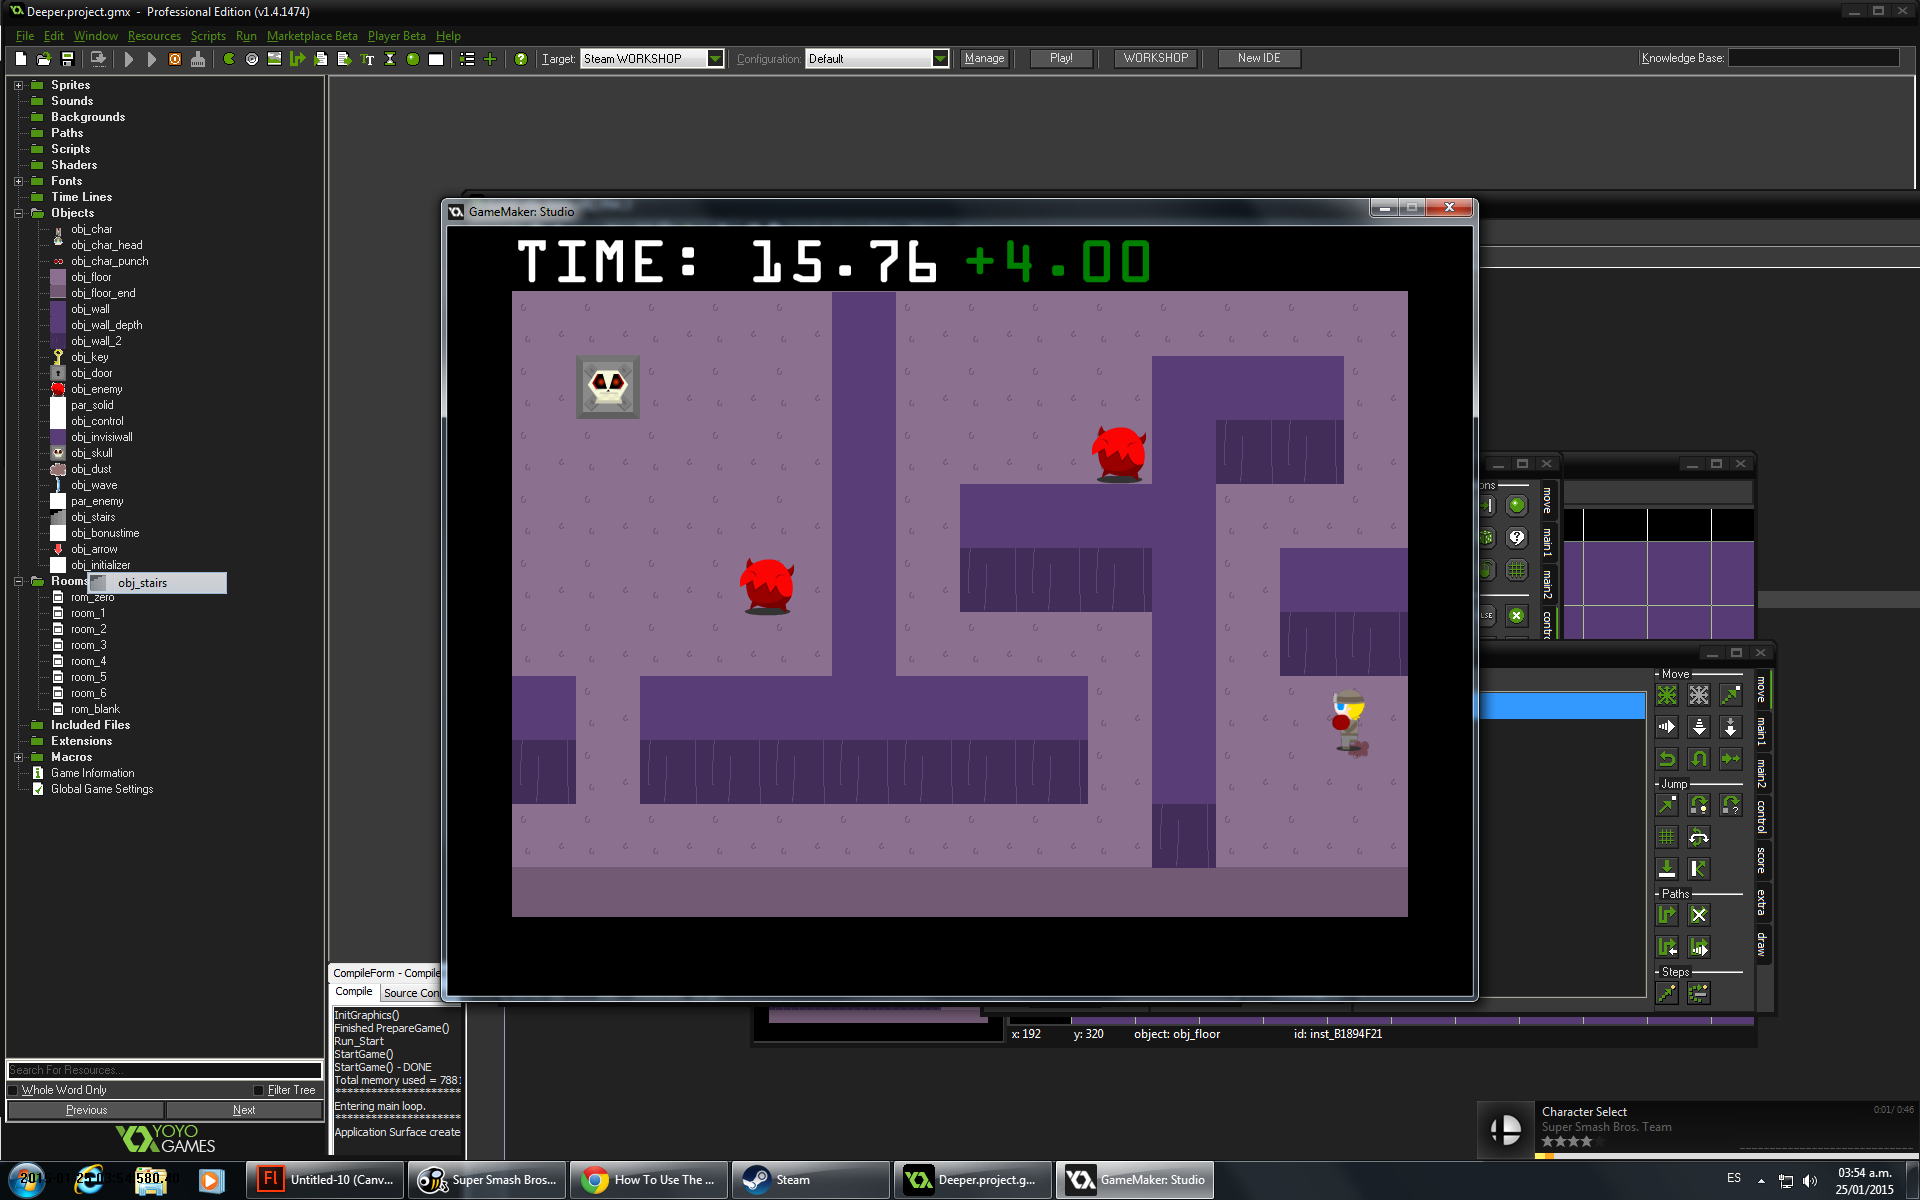 Deeper.project.gmx - Professional Edition (v1.4.1474)
File Edit Window Resources Scripts Run Marketplace Beta Player Beta Help
Target: Steam WORKSHOP Configuration: Default Manage Play! WORKSHOP New IDE Knowledge Base:
Sprites
Sounds
Backgrounds
Paths
Scripts
Shaders
Fonts
Time Lines
Objects
obj_char
obj_char_head
obj_char_punch
obj_floor
obj_floor_end
obj_wall
obj_wall_depth
obj_wall_2
obj_key
obj_door
obj_enemy
par_solid
obj_control
obj_invisiwall
obj_skull
obj_dust
obj_wave
par_enemy
obj_stairs
obj_bonustime
obj_arrow
obj_initializer
Rooms
obj_stairs
rom_zero
room_1
room_2
room_3
room_4
room_5
room_6
rom_blank
Included Files
Extensions
Macros
Game Information
Global Game Settings
Search For Resources...
Whole Word Only Filter Tree
Previous Next
YOYO
GAMES
GameMaker: Studio
TIME: 15.76 +4.00
move
main1
main2
Move
move
main1
main2
Jump
control
score
Paths
extra
draw
Steps
CompileForm - Compile
Compile Source Con
InitGraphics()
Finished PrepareGame()
Run_Start
StartGame()
StartGame() - DONE
Total memory used = 7881
Entering main loop.
Application Surface create
x: 192 y: 320 object: obj_floor id: inst_B1894F21
Character Select 0:01/ 0:46
Super Smash Bros. Team
Untitled-10 (Canv...
Super Smash Bros...
How To Use The ...
Steam
Deeper.project.g...
GameMaker: Studio
ES
03:54 a.m.
25/01/2015